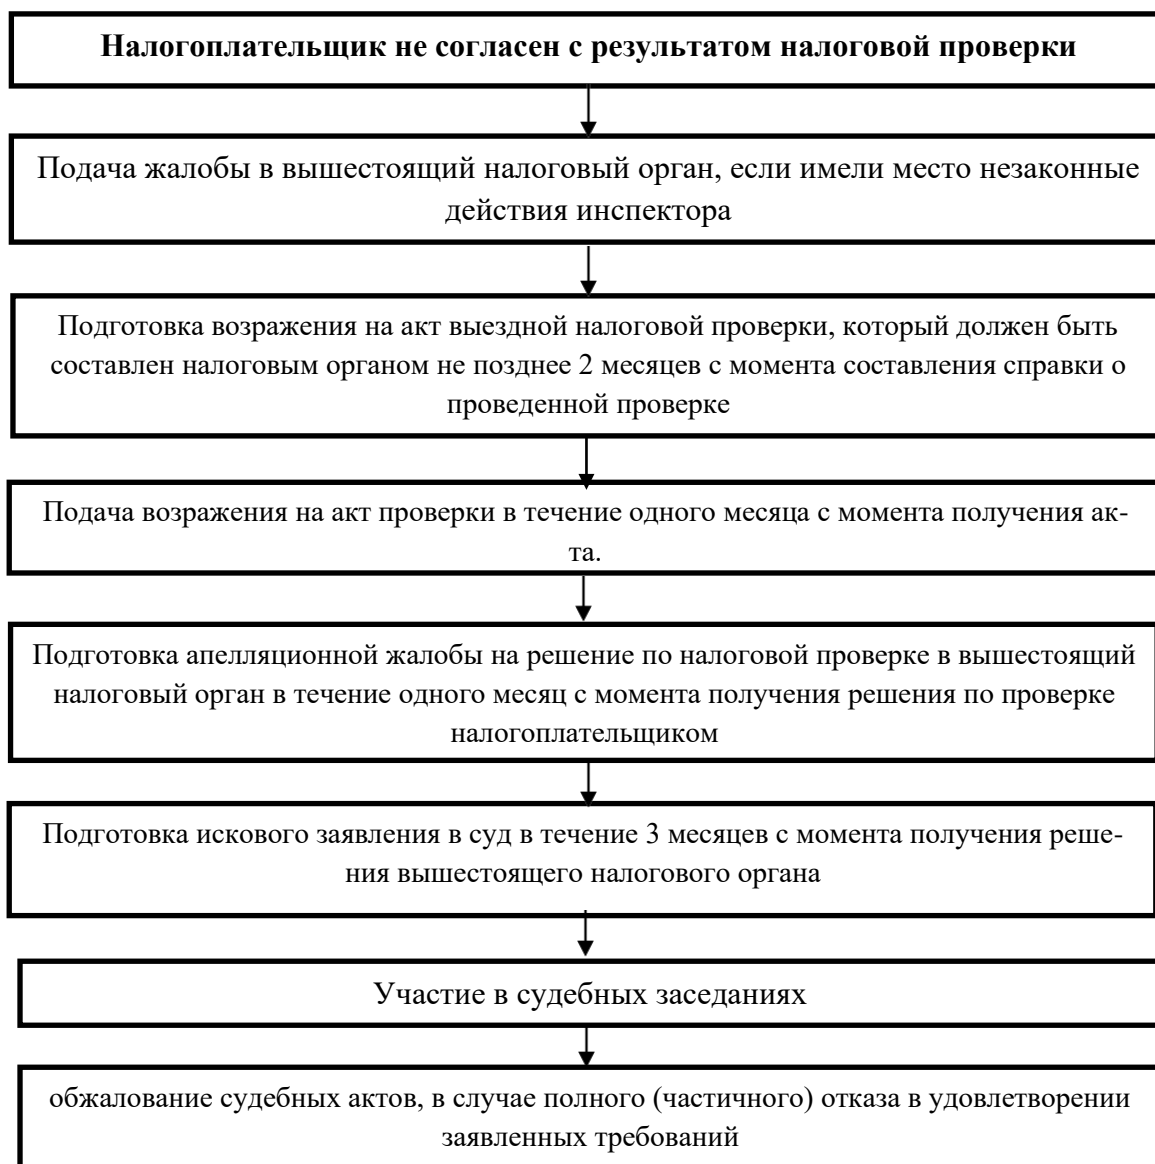 Налогоплательщик не согласен с результатом налоговой проверки
Подача жалобы в вышестоящий налоговый орган, если имели место незаконные
действия инспектора
Подготовка возражения на акт выездной налоговой проверки, который должен быть
составлен налоговым органом не позднее 2 месяцев с момента составления справки о
проведенной проверке
Подача возражения на акт проверки в течение одного месяца с момента получения ак-
та.
Подготовка апелляционной жалобы на решение по налоговой проверке в вышестоящий
налоговый орган в течение одного месяц с момента получения решения по проверке
налогоплательщиком
Подготовка искового заявления в суд в течение 3 месяцев с момента получения реше-
ния вышестоящего налогового органа
Участие в судебных заседаниях
обжалование судебных актов, в случае полного (частичного) отказа в удовлетворении
заявленных требований